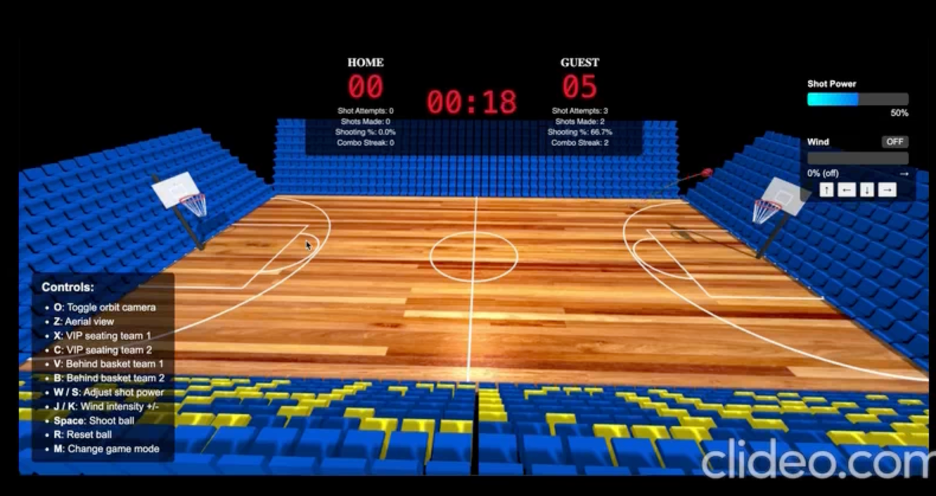 HOME
00
Shot Attempts: 0
Shots Made: 0
Shooting %: 0.0%
Combo Streak: 0
00:18
GUEST
05
Shot Attempts: 3
Shots Made: 2
Shooting %: 66.7%
Combo Streak: 2
Shot Power
50%
Wind
OFF
0% (off) →
↑ ← ↓ →
Controls:
• O: Toggle orbit camera
• Z: Aerial view
• X: VIP seating team 1
• C: VIP seating team 2
• V: Behind basket team 1
• B: Behind basket team 2
• W / S: Adjust shot power
• J / K: Wind intensity +/-
• Space: Shoot ball
• R: Reset ball
• M: Change game mode
clideo.com